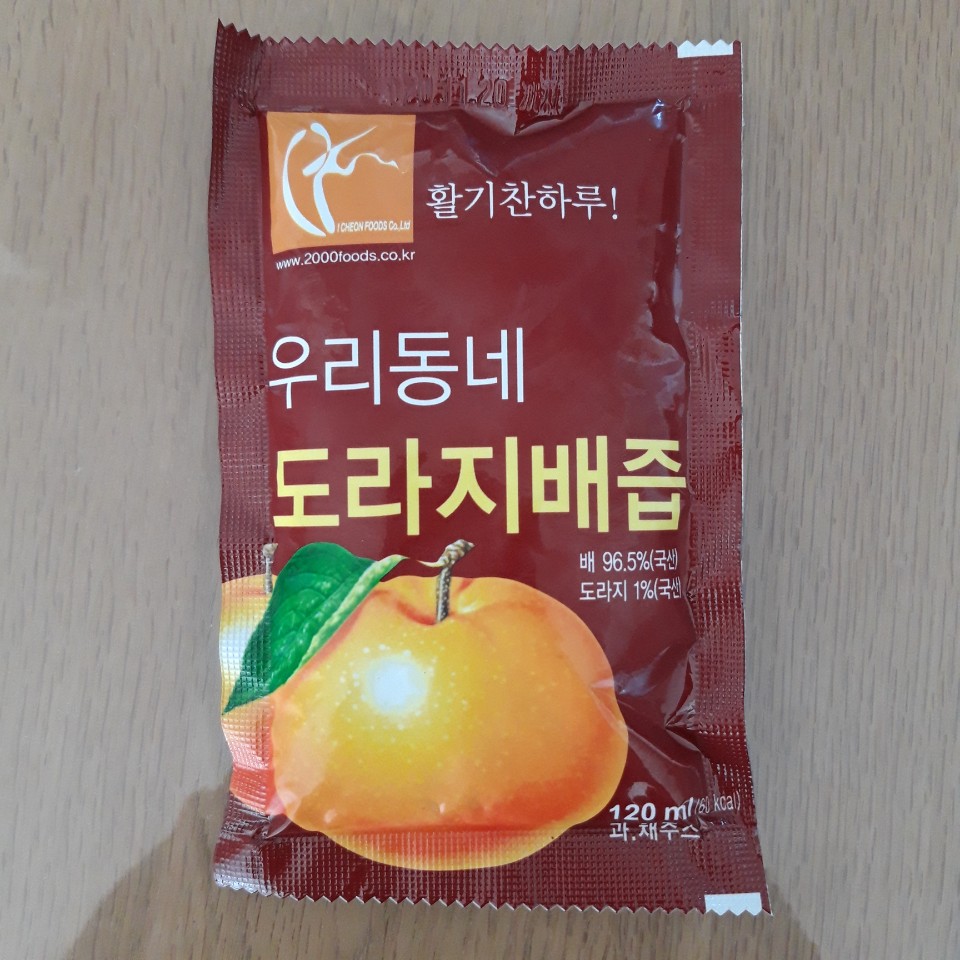 I CHEON FOODS Co.,Ltd
www.2000foods.co.kr
활기찬하루!
우리동네
도라지배즙
배 96.5%(국산)
도라지 1%(국산)
120 ml kcal)
과.채주스